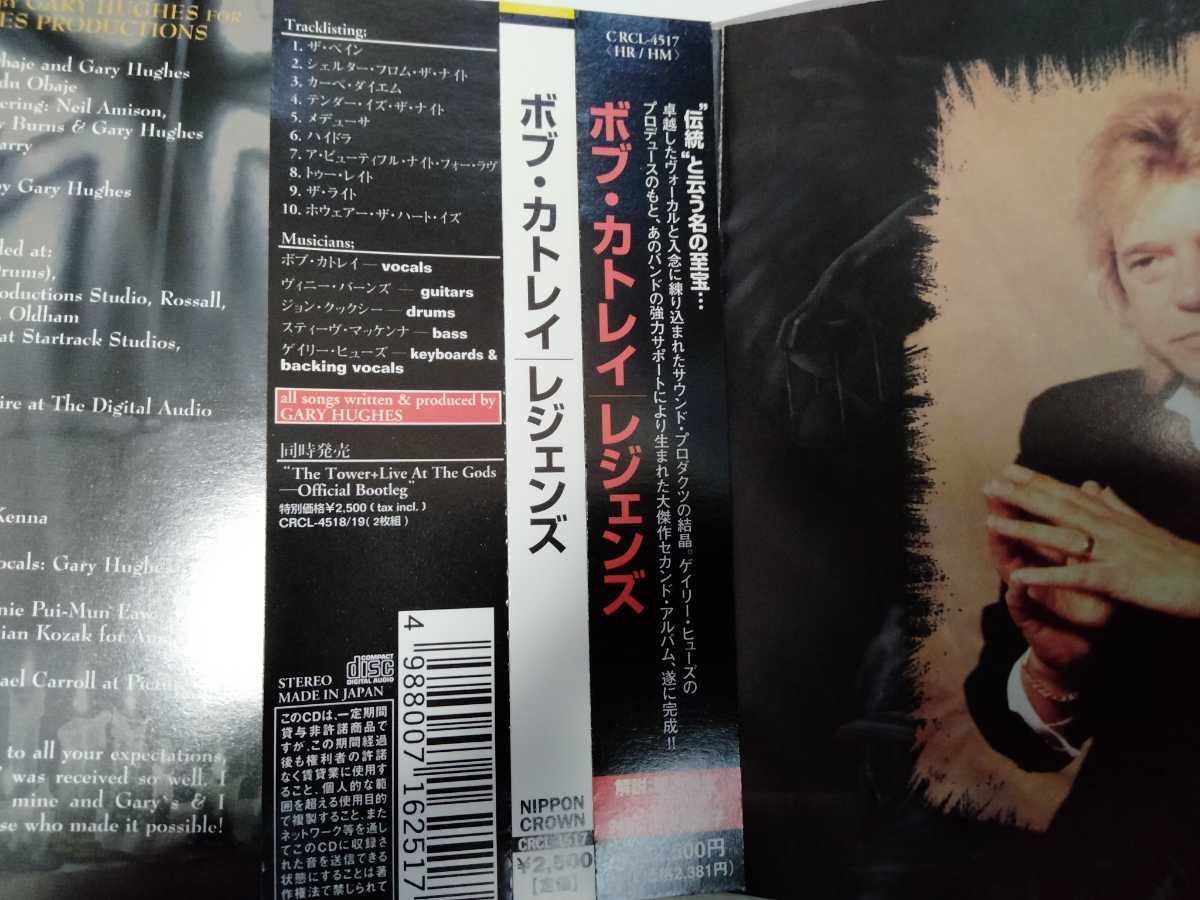 BY GARY HUGHES FOR
ES PRODUCTIONS
baje and Gary Hughes
dn Obaje
ering: Neil Amison,
y Burns & Gary Hughes
arry
by Gary Hughes
ded at:
Drums),
oductions Studio, Rossall,
Oldham
at Startrack Studios,
ire at The Digital Audio
Kenna
ocals: Gary Hughes
nie Pui-Mun Law
ian Kozak for
ael Carroll at
to all your expectations,
was received so well. I
mine and Gary's & I
se who made it possible!
Tracklisting;
1. ザ・ペイン
2. シェルター・フロム・ザ・ナイト
3. カーペ・ダイエム
4. テンダー・イズ・ザ・ナイト
5. メデューサ
6. ハイドラ
7. ア・ビューティフル・ナイト・フォー・ラヴ
8. トゥー・レイト
9. ザ・ライト
10. ホウェアー・ザ・ハート・イズ
Musicians;
ボブ・カトレイ — vocals
ヴィニー・バーンズ — guitars
ジョン・クックシー — drums
スティーヴ・マッケンナ — bass
ゲイリー・ヒューズ — keyboards &
backing vocals
all songs written & produced by
GARY HUGHES
同時発売
“The Tower+Live At The Gods
—Official Bootleg”
特別価格¥2,500 ( tax incl. )
CRCL-4518/19 ( 2枚組 )
STEREO
MADE IN JAPAN
COMPACT
disc
DIGITAL AUDIO
このCDは、一定期間
貸与非許諾商品で
すが、この期間経過
後も権利者の許諾
なく賃貸業に使用す
ること、個人的な範
囲を超える使用目的
で複製すること、また
ネットワーク等を通し
てこのCDに収録さ
れた音を送信できる
状態にすることは著
作権法で禁じられて
4 988007 162517
ボブ・カトレイ｜レジェンズ
NIPPON
CROWN
CRCL-4517
¥2,500
【定価】
CRCL-4517
〈HR / HM〉
ボブ・カトレイ｜レジェンズ
“伝統”と云う名の至宝…
卓越したヴォーカルと入念に練り込まれたサウンド・プロダクツの結晶。ゲイリー・ヒューズの
プロデュースのもと、あのバンドの強力サポートにより生まれた大傑作セカンド・アルバム、遂に完成!!
解説:
00円
2,381円）